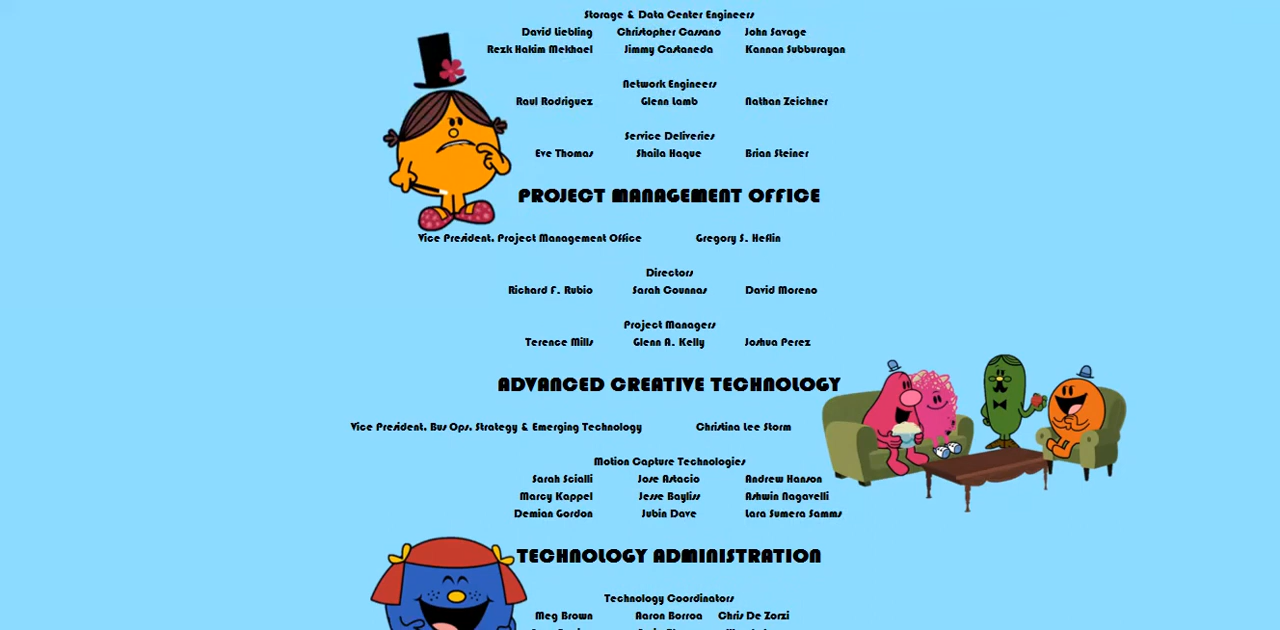 Storage & Data Center Engineers
David Liebling Christopher Cassano John Savage
Rezk Hakim Mekhael Jimmy Castaneda Kannan Subburayan
Network Engineers
Raul Rodriguez Glenn Lamb Nathan Zeichner
Service Deliveries
Eve Thomas Shaila Haque Brian Steiner
PROJECT MANAGEMENT OFFICE
Vice President, Project Management Office Gregory S. Heflin
Directors
Richard F. Rubio Sarah Counnas David Moreno
Project Managers
Terence Mills Glenn A. Kelly Joshua Perez
ADVANCED CREATIVE TECHNOLOGY
Vice President, Bus Ops, Strategy & Emerging Technology Christina Lee Storm
Motion Capture Technologies
Sarah Scialli Jose Astacio Andrew Hanson
Marcy Kappel Jesse Bayliss Ashwin Nagavelli
Demian Gordon Jubin Dave Lara Sumera Samms
TECHNOLOGY ADMINISTRATION
Technology Coordinators
Meg Brown Aaron Borroa Chris De Zorzi